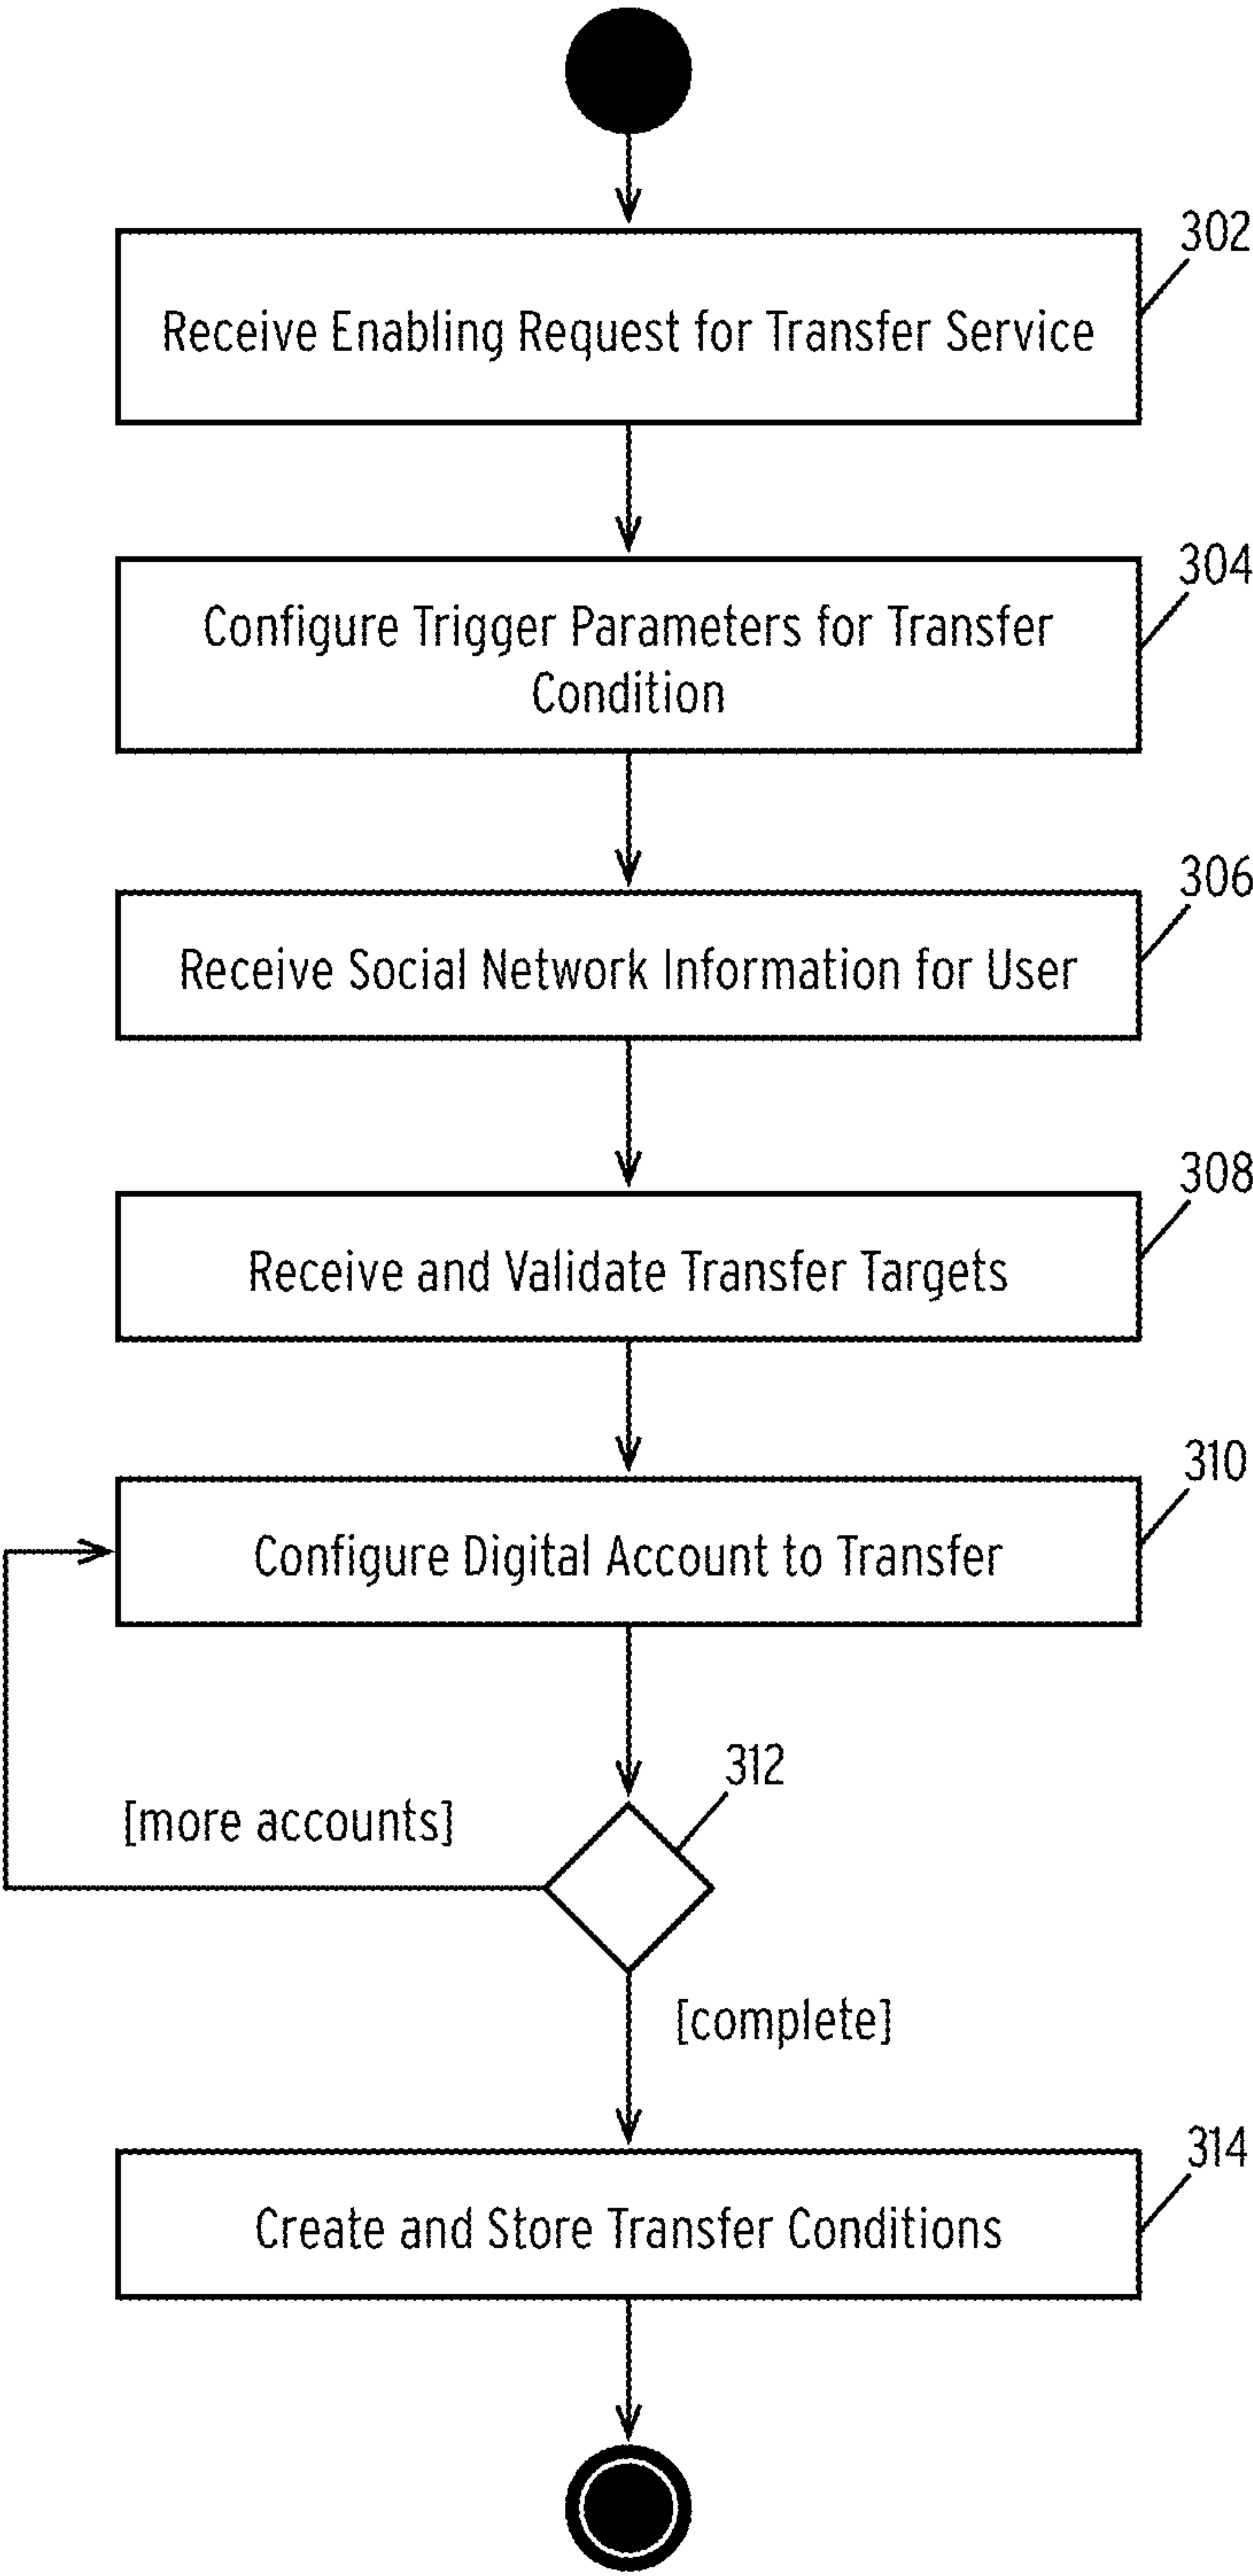 302
Receive Enabling Request for Transfer Service
304
Configure Trigger Parameters for Transfer
Condition
306
Receive Social Network Information for User
308
Receive and Validate Transfer Targets
310
Configure Digital Account to Transfer
312
[more accounts]
[complete]
314
Create and Store Transfer Conditions